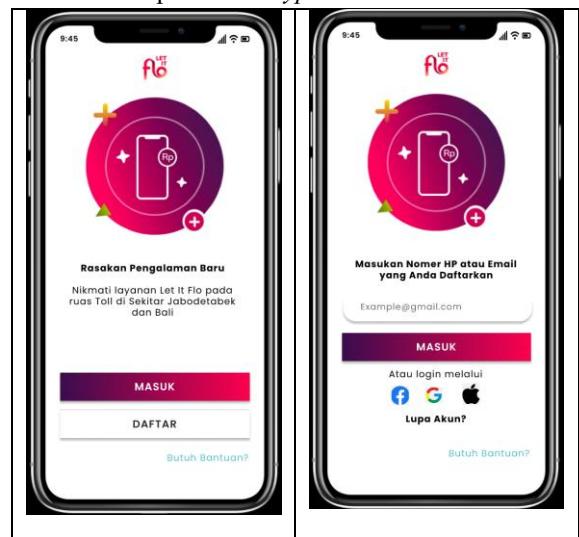 9:45
LET
IT
flo
Rp
Rasakan Pengalaman Baru
Nikmati layanan Let It Flo pada
ruas Toll di Sekitar Jabodetabek
dan Bali
MASUK
DAFTAR
Butuh Bantuan?
9:45
LET
IT
flo
Rp
Masukan Nomer HP atau Email
yang Anda Daftarkan
Example@gmail.com
MASUK
Atau login melalui
Lupa Akun?
Butuh Bantuan?